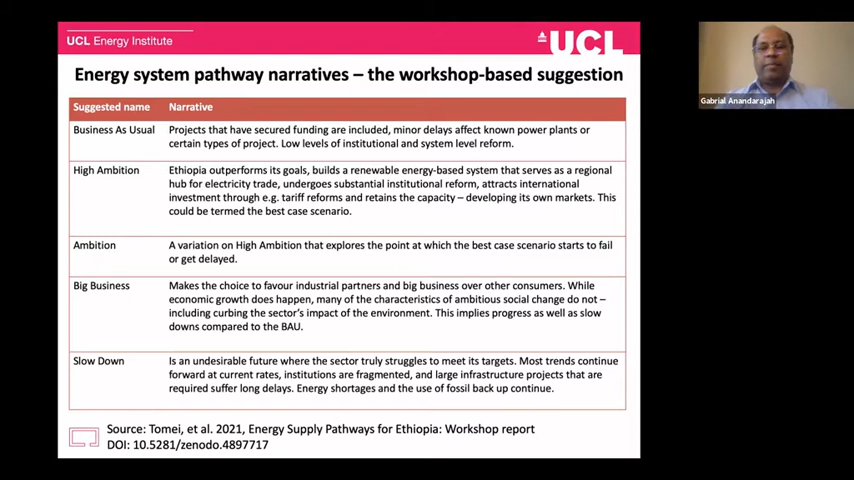 UCL Energy Institute
UCL
Energy system pathway narratives – the workshop-based suggestion
Suggested name Narrative
Business As Usual Projects that have secured funding are included, minor delays affect known power plants or
certain types of project. Low levels of institutional and system level reform.
High Ambition Ethiopia outperforms its goals, builds a renewable energy-based system that serves as a regional
hub for electricity trade, undergoes substantial institutional reform, attracts international
investment through e.g. tariff reforms and retains the capacity – developing its own markets. This
could be termed the best case scenario.
Ambition A variation on High Ambition that explores the point at which the best case scenario starts to fail
or get delayed.
Big Business Makes the choice to favour industrial partners and big business over other consumers. While
economic growth does happen, many of the characteristics of ambitious social change do not –
including curbing the sector's impact of the environment. This implies progress as well as slow
downs compared to the BAU.
Slow Down Is an undesirable future where the sector truly struggles to meet its targets. Most trends continue
forward at current rates, institutions are fragmented, and large infrastructure projects that are
required suffer long delays. Energy shortages and the use of fossil back up continue.
Source: Tomei, et al. 2021, Energy Supply Pathways for Ethiopia: Workshop report
DOI: 10.5281/zenodo.4897717
Gabrial Anandarajah